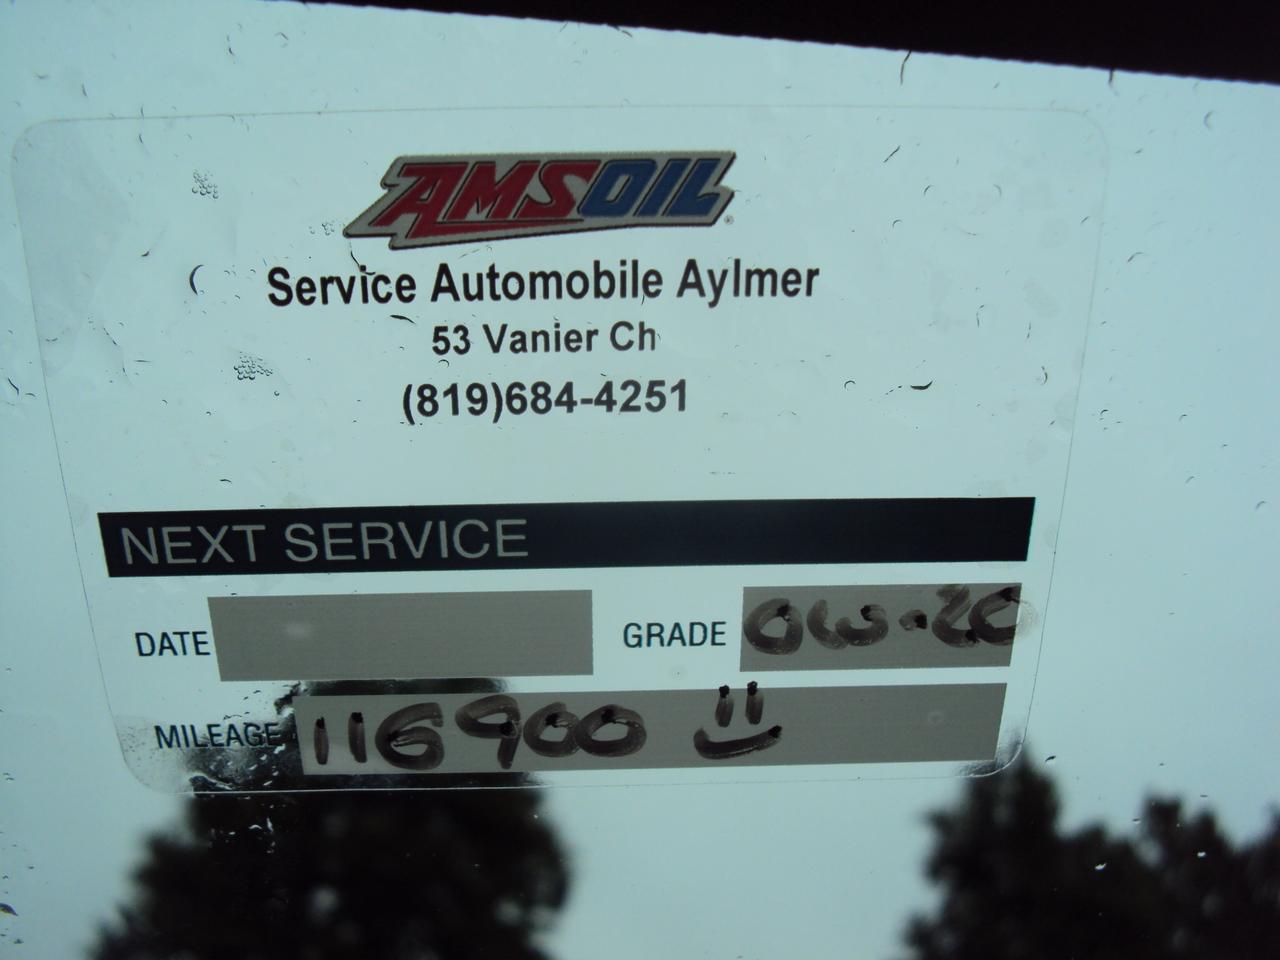 AMSOIL
Service Automobile Aylmer
53 Vanier Ch
(819)684-4251
NEXT SERVICE
DATE GRADE 0W-20
MILEAGE 116900